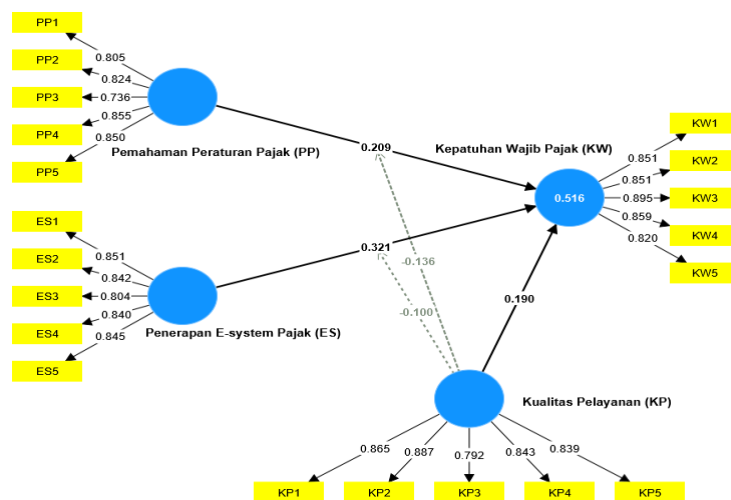 PP1
0.805
PP2
0.824
PP3
0.736
PP4
0.855
PP5
0.850
Pemahaman Peraturan Pajak (PP)
0.209
Kepatuhan Wajib Pajak (KW)
0.516
KW1
0.851
KW2
0.851
KW3
0.895
KW4
0.859
KW5
0.820
ES1
0.851
ES2
0.842
ES3
0.804
ES4
0.840
ES5
0.845
Penerapan E-system Pajak (ES)
0.321
-0.136
-0.100
0.190
Kualitas Pelayanan (KP)
0.865
0.887
0.792
0.843
0.839
KP1
KP2
KP3
KP4
KP5